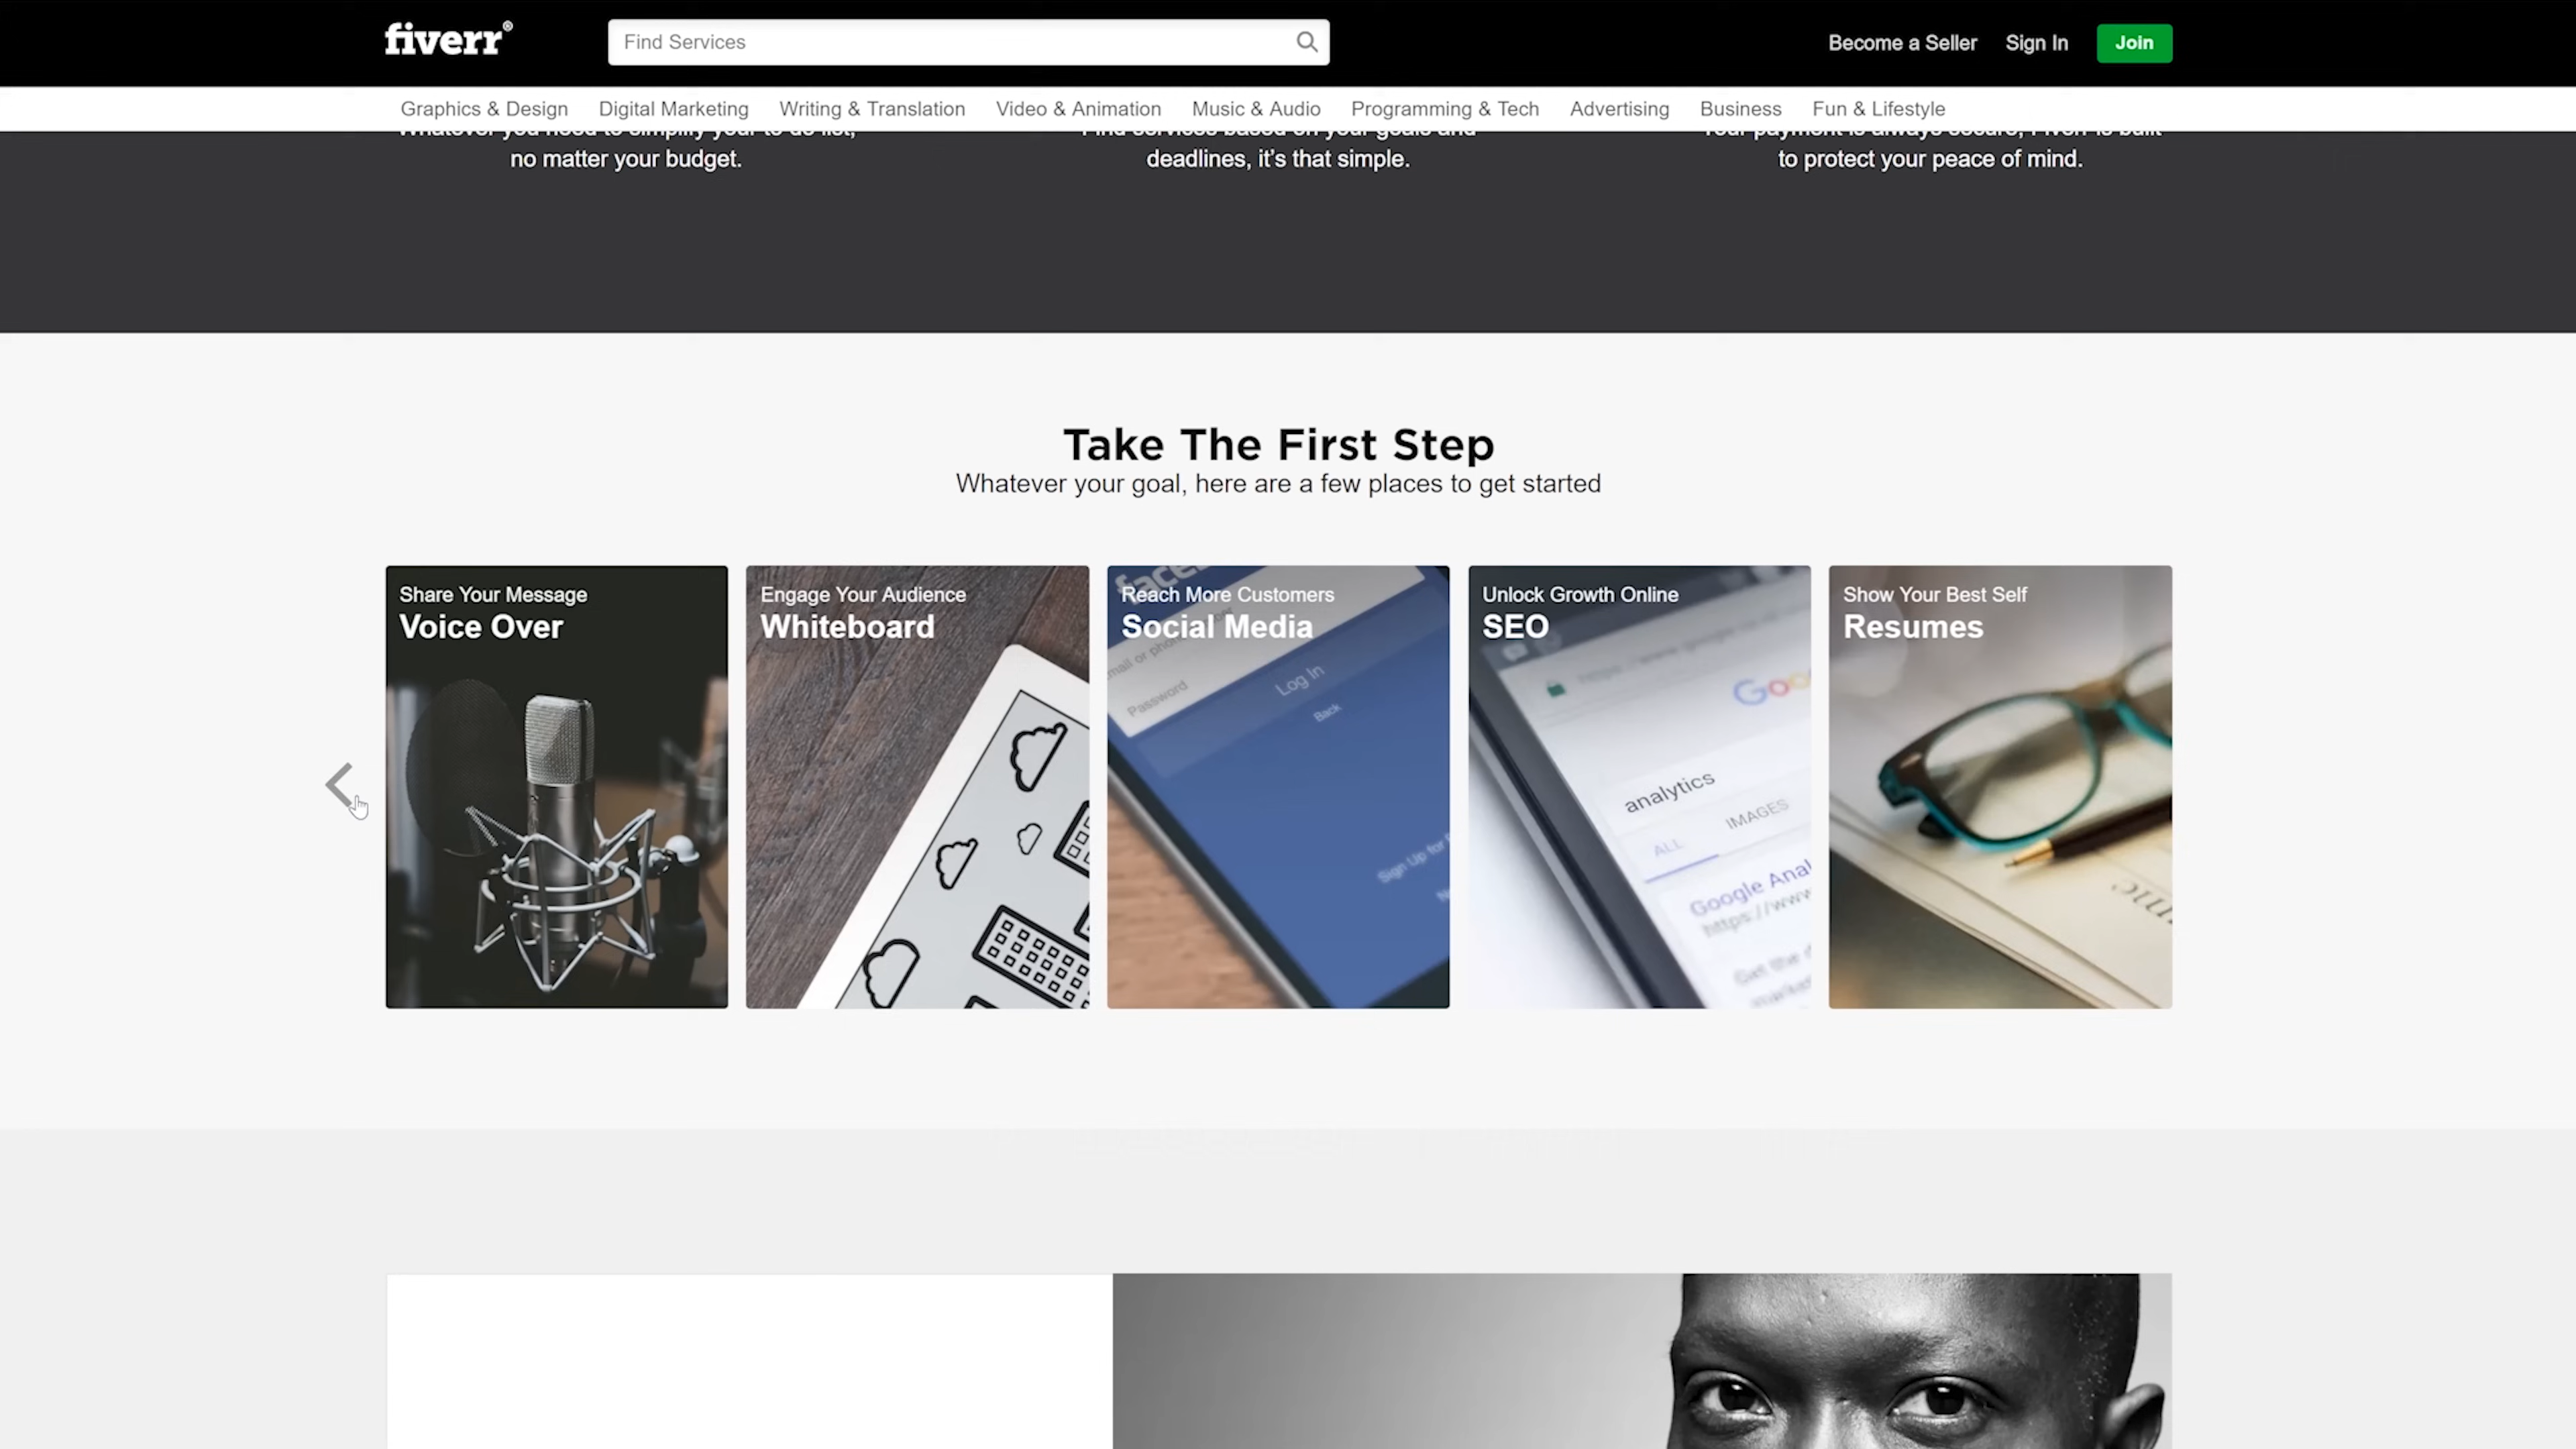 fiverr®
Find Services
Become a Seller
Sign In
Join
Graphics & Design
Digital Marketing
Writing & Translation
Video & Animation
Music & Audio
Programming & Tech
Advertising
Business
Fun & Lifestyle
Whatever you need to simplify your to do list,
no matter your budget.
Find services based on your goals and
deadlines, it's that simple.
Your payment is always secure, Fiverr is built
to protect your peace of mind.
Take The First Step
Whatever your goal, here are a few places to get started
Share Your Message
Voice Over
Engage Your Audience
Whiteboard
Reach More Customers
Social Media
Password
Log In
Back
Sign Up for
Unlock Growth Online
SEO
analytics
ALL
IMAGES
Google Anal
https://www
Show Your Best Self
Resumes